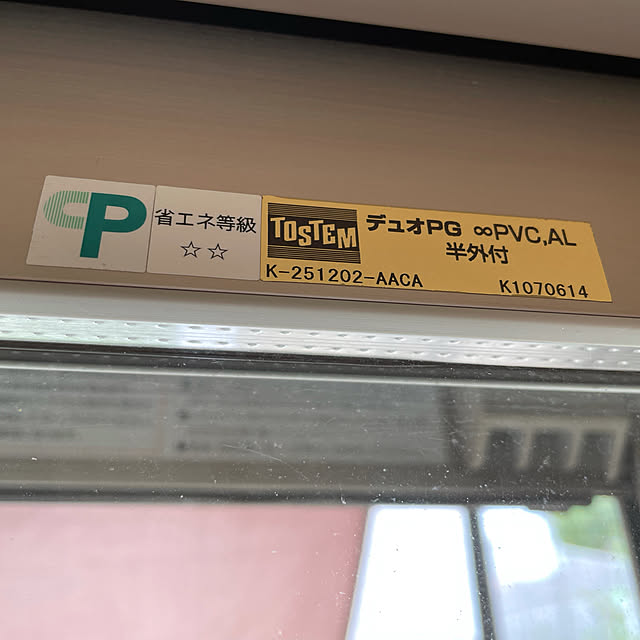 CP
省エネ等級
☆☆
TOSTEM
デュオPG ∞PVC,AL
半外付
K-251202-AACA
K1070614